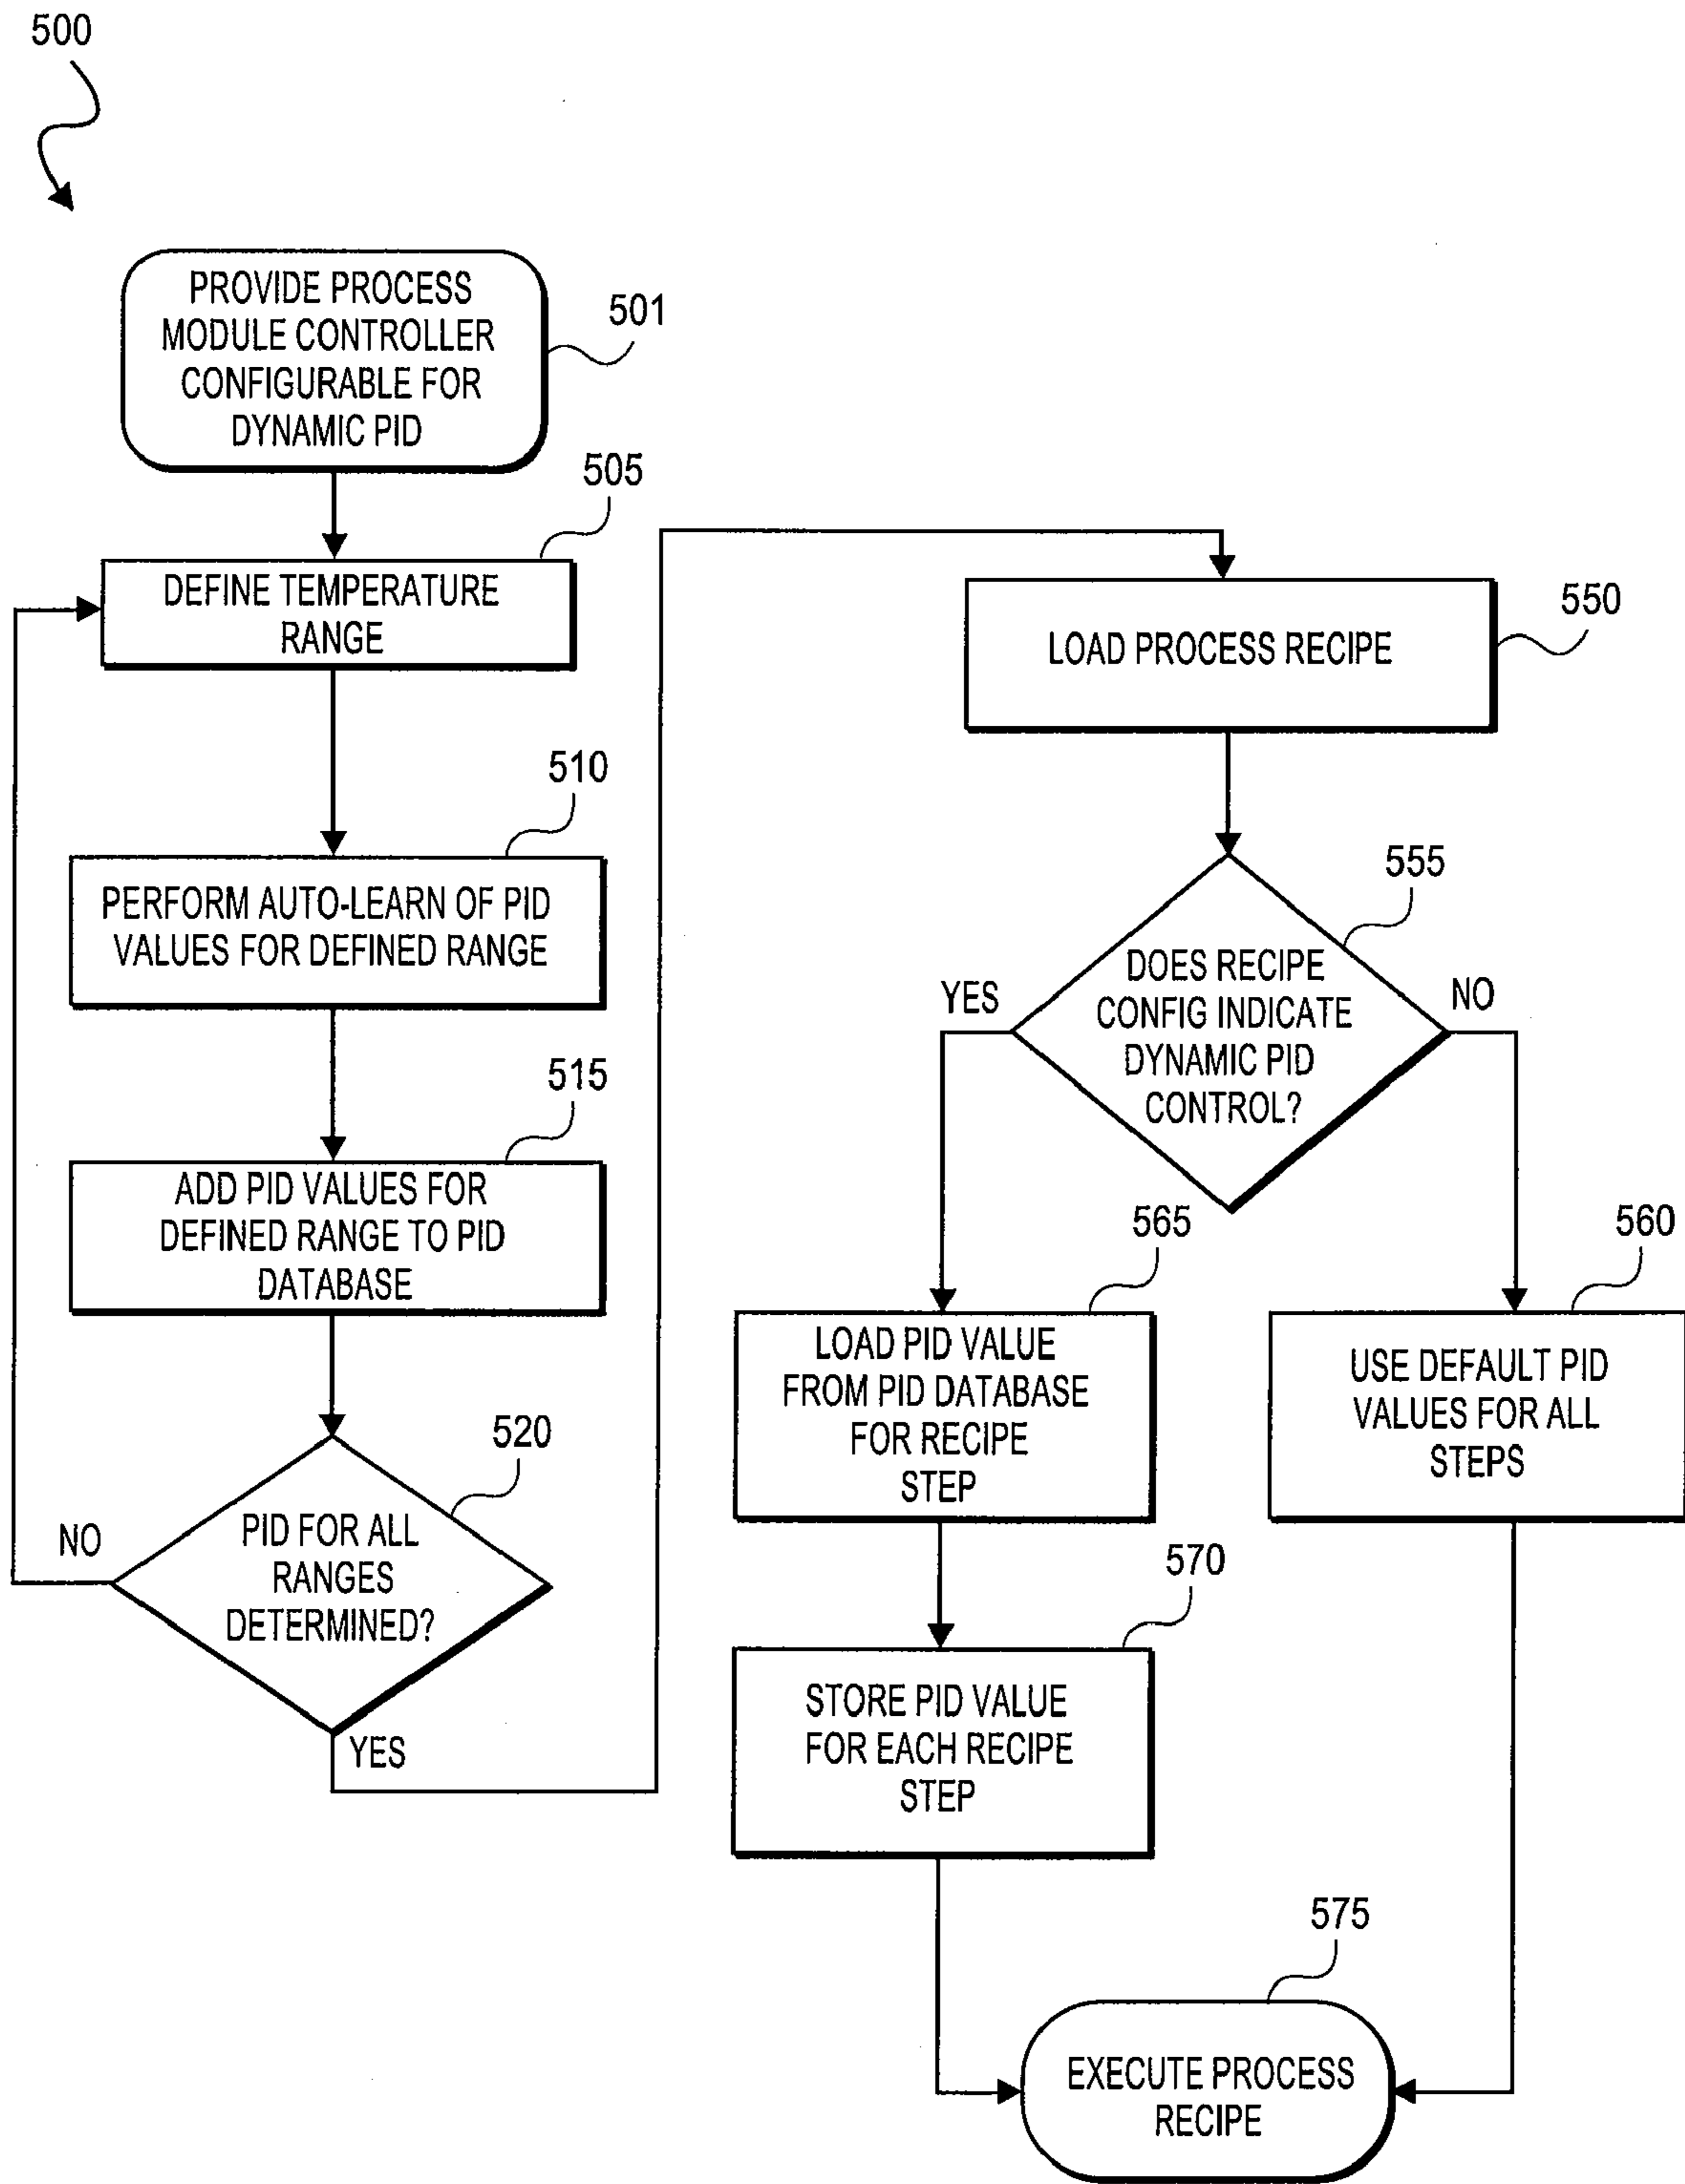 500
PROVIDE PROCESS
MODULE CONTROLLER
CONFIGURABLE FOR
DYNAMIC PID
501
505
DEFINE TEMPERATURE
RANGE
510
PERFORM AUTO-LEARN OF PID
VALUES FOR DEFINED RANGE
515
ADD PID VALUES FOR
DEFINED RANGE TO PID
DATABASE
520
NO
PID FOR ALL
RANGES
DETERMINED?
YES
550
LOAD PROCESS RECIPE
555
DOES RECIPE
CONFIG INDICATE
DYNAMIC PID
CONTROL?
YES
NO
565
LOAD PID VALUE
FROM PID DATABASE
FOR RECIPE
STEP
560
USE DEFAULT PID
VALUES FOR ALL
STEPS
570
STORE PID VALUE
FOR EACH RECIPE
STEP
575
EXECUTE PROCESS
RECIPE